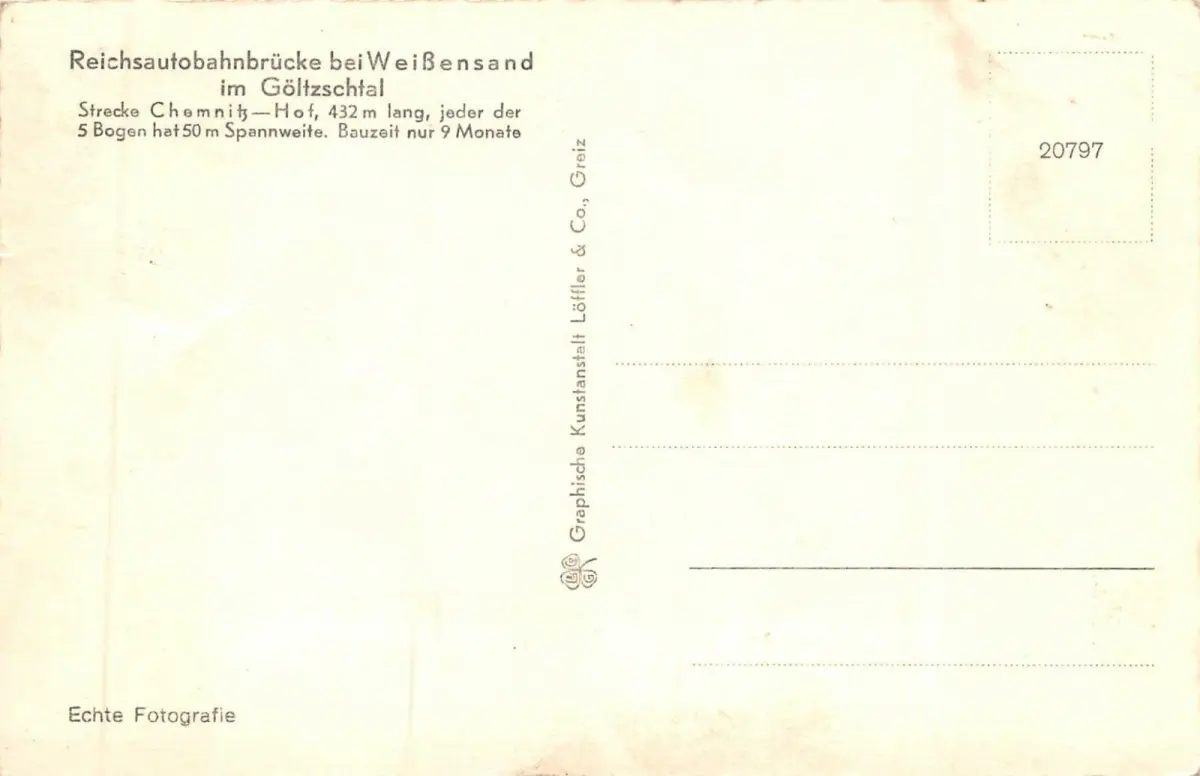 Reichsautobahnbrücke bei Weißensand
im Göltzschtal
Strecke Chemnitz—Hof, 432 m lang, jeder der
5 Bogen hat 50 m Spannweite. Bauzeit nur 9 Monate
Graphische Kunstanstalt Löffler & Co., Greiz
20797
Echte Fotografie